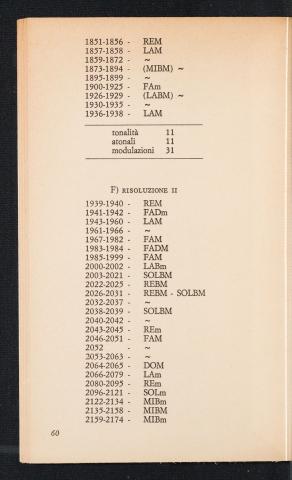 1851-1856 - REM
1857-1858 - LAM
1859-1872 - ~
1873-1894 - (MIBM) ~
1895-1899 - ~
1900-1925 - FAm
1926-1929 - (LABM) ~
1930-1935 - ~
1936-1938 - LAM
tonalità 11
atonali 11
modulazioni 31
F) RISOLUZIONE II
1939-1940 - REM
1941-1942 - FADm
1943-1960 - LAM
1961-1966 - ~
1967-1982 - FAM
1983-1984 - FADM
1985-1999 - FAM
2000-2002 - LABm
2003-2021 - SOLBM
2022-2025 - REBM
2026-2031 - REBM - SOLBM
2032-2037 - ~
2038-2039 - SOLBM
2040-2042 - ~
2043-2045 - REm
2046-2051 - FAM
2052 - ~
2053-2063 - ~
2064-2065 - DOM
2066-2079 - LAm
2080-2095 - REm
2096-2121 - SOLm
2122-2134 - MIBm
2135-2158 - MIBM
2159-2174 - MIBm
60